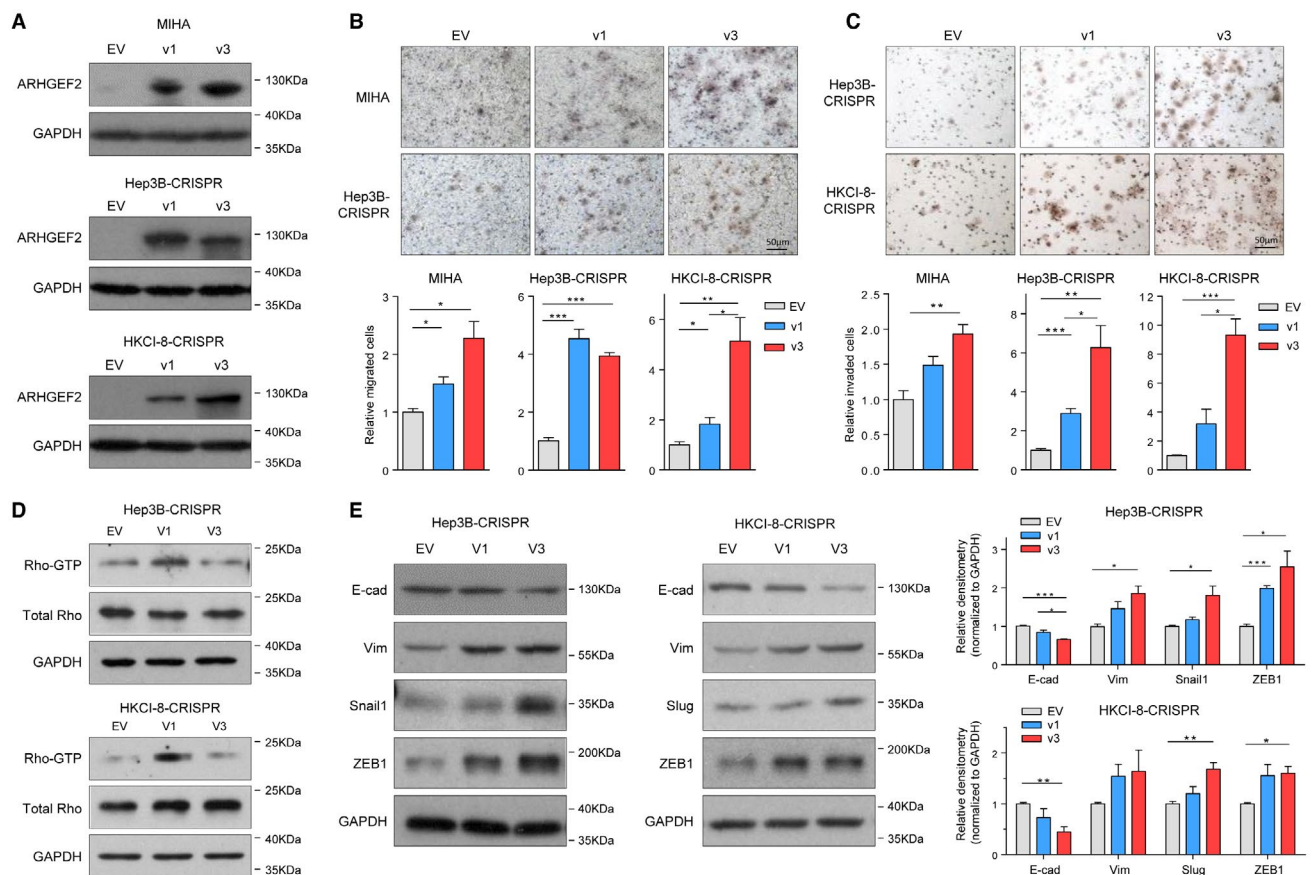 A
MIHA
EV v1 v3
ARHGEF2
130KDa
GAPDH
40KDa
35KDa
Hep3B-CRISPR
EV v1 v3
ARHGEF2
130KDa
GAPDH
40KDa
35KDa
HKCI-8-CRISPR
EV v1 v3
ARHGEF2
130KDa
GAPDH
40KDa
35KDa
B
EV v1 v3
MIHA
Hep3B-
CRISPR
50μm
MIHA
Relative migrated cells
3
2
1
0
*
*
Hep3B-CRISPR
6
4
2
0
***
***
HKCI-8-CRISPR
8
6
4
2
0
**
*
*
EV
v1
v3
C
EV v1 v3
Hep3B-
CRISPR
HKCI-8-
CRISPR
50μm
MIHA
Relative invaded cells
2.5
2.0
1.5
1.0
0.5
0.0
**
Hep3B-CRISPR
8
6
4
2
0
**
*
***
HKCI-8-CRISPR
12
10
8
6
4
2
0
***
*
D
Hep3B-CRISPR
EV V1 V3
Rho-GTP
25KDa
Total Rho
25KDa
GAPDH
40KDa
35KDa
HKCI-8-CRISPR
EV V1 V3
Rho-GTP
25KDa
Total Rho
25KDa
GAPDH
40KDa
35KDa
E
Hep3B-CRISPR
EV V1 V3
E-cad
130KDa
Vim
55KDa
Snail1
35KDa
ZEB1
200KDa
GAPDH
40KDa
35KDa
HKCI-8-CRISPR
EV V1 V3
E-cad
130KDa
Vim
55KDa
Slug
35KDa
ZEB1
200KDa
GAPDH
40KDa
35KDa
Hep3B-CRISPR
EV
v1
v3
Relative densitometry
(normalized to GAPDH)
3
2
1
0
***
*
*
*
*
***
E-cad Vim Snail1 ZEB1
HKCI-8-CRISPR
EV
v1
v3
Relative densitometry
(normalized to GAPDH)
2
1
0
**
**
*
E-cad Vim Slug ZEB1